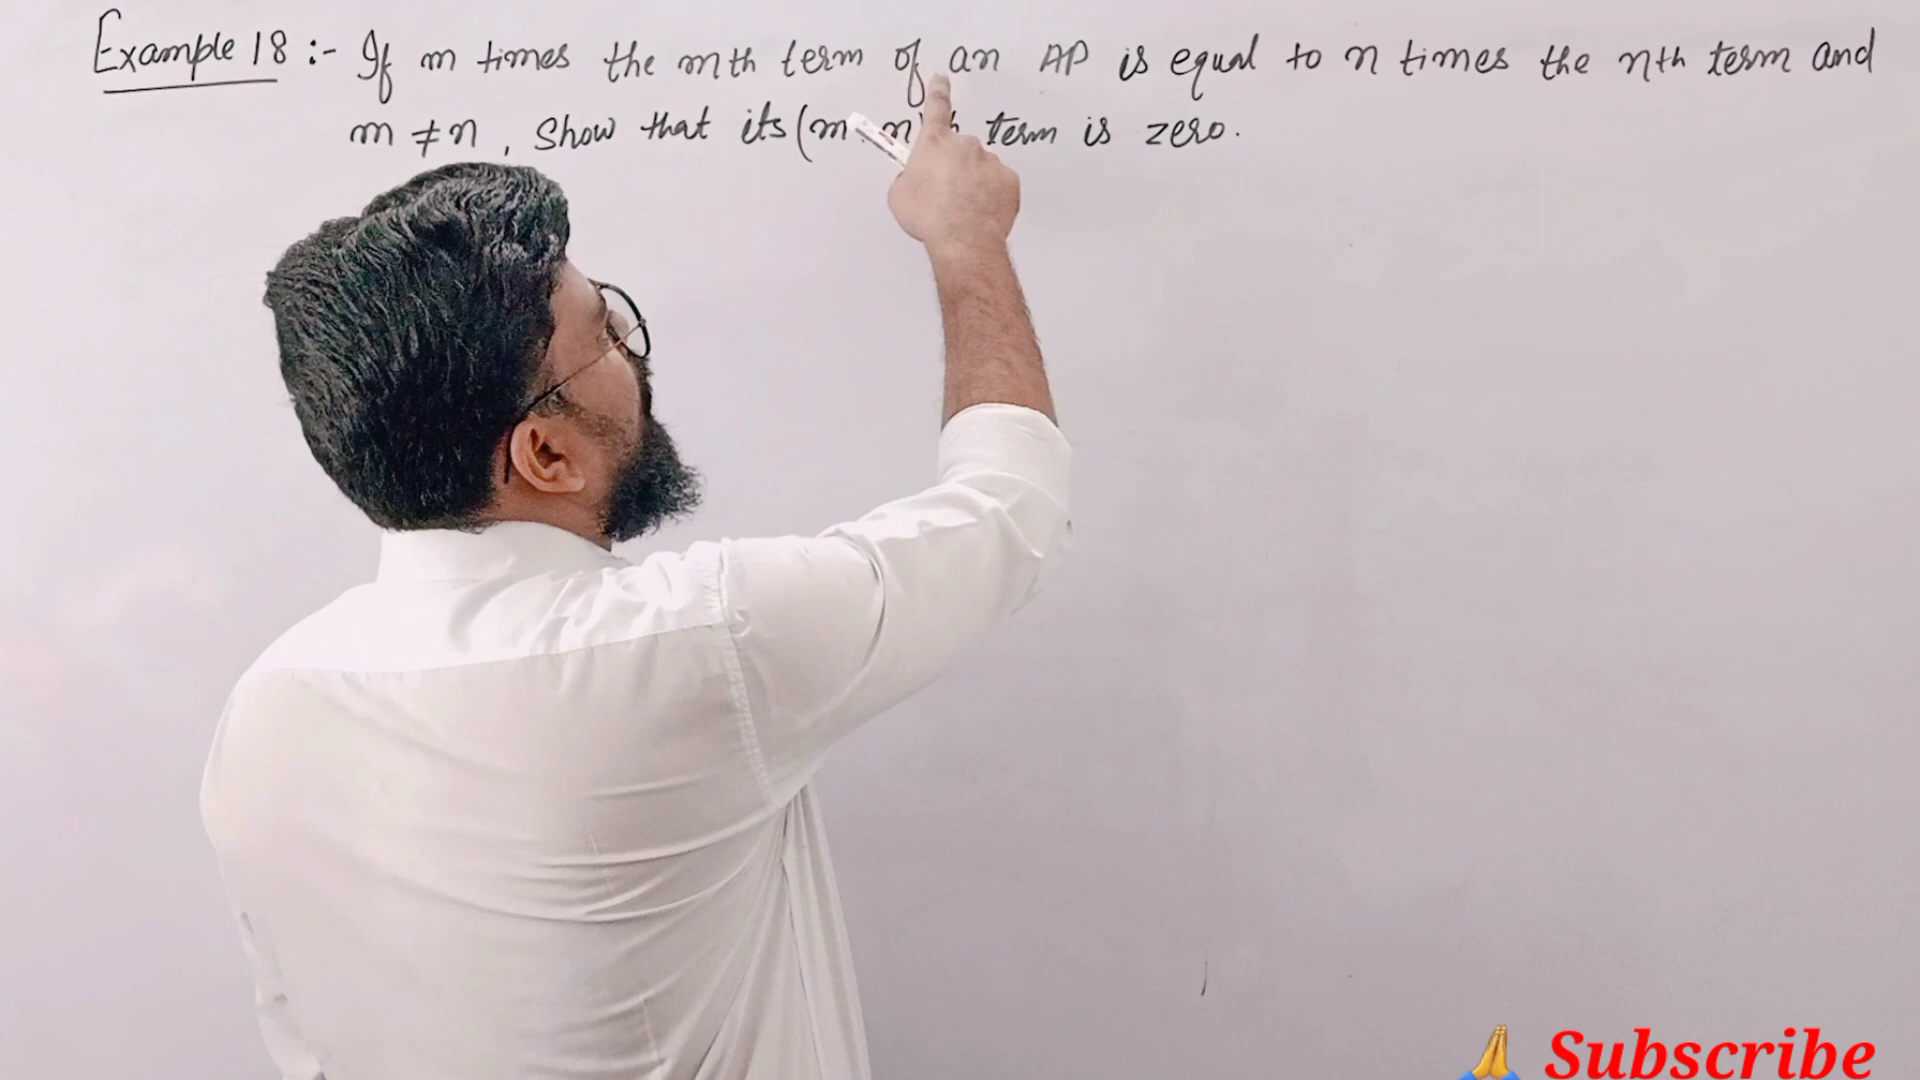 Example 18 :- If m times the mth term of an AP is equal to n times the nth term and
m ≠ n, Show that its (m n) term is zero.
🙏 Subscribe